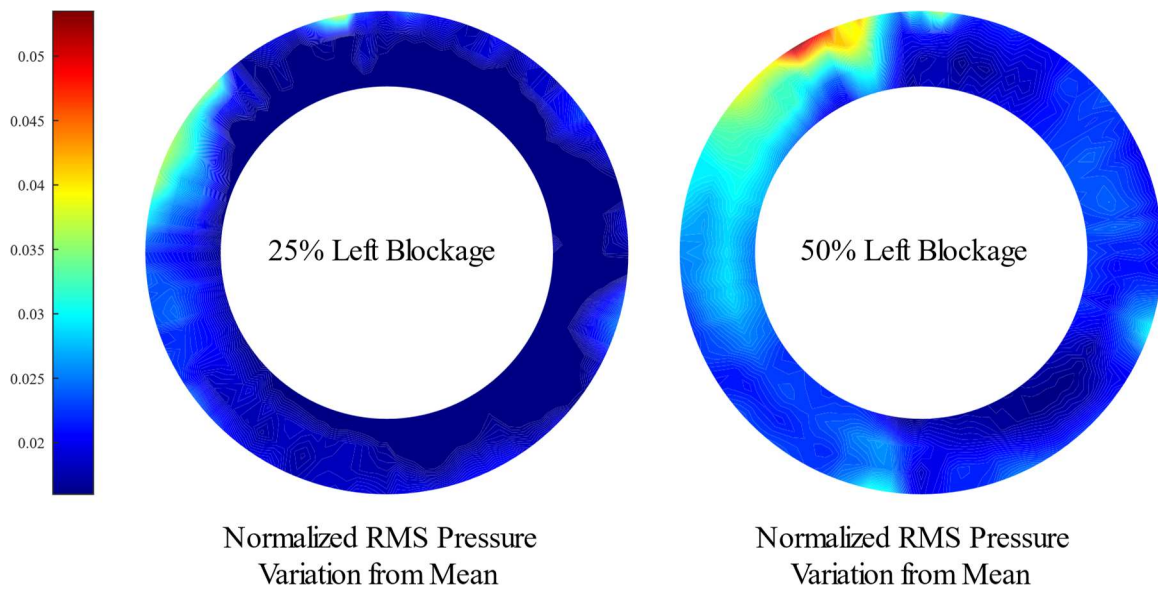 0.05
0.045
0.04
0.035
0.03
0.025
0.02
25% Left Blockage
50% Left Blockage
Normalized RMS Pressure
Variation from Mean
Normalized RMS Pressure
Variation from Mean